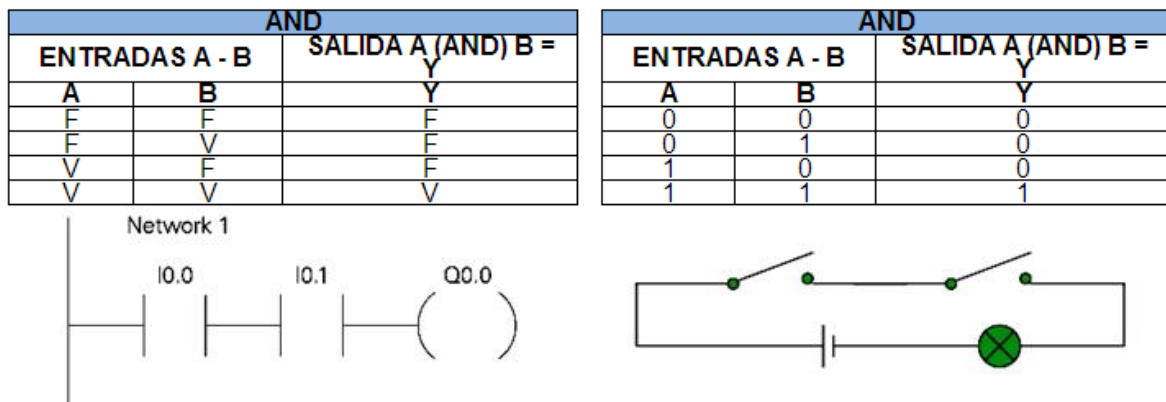 AND
ENTRADAS A - B SALIDA A (AND) B = Y
A B Y
F F F
F V F
V F F
V V V
AND
ENTRADAS A - B SALIDA A (AND) B = Y
A B Y
0 0 0
0 1 0
1 0 0
1 1 1
Network 1
I0.0 I0.1 Q0.0